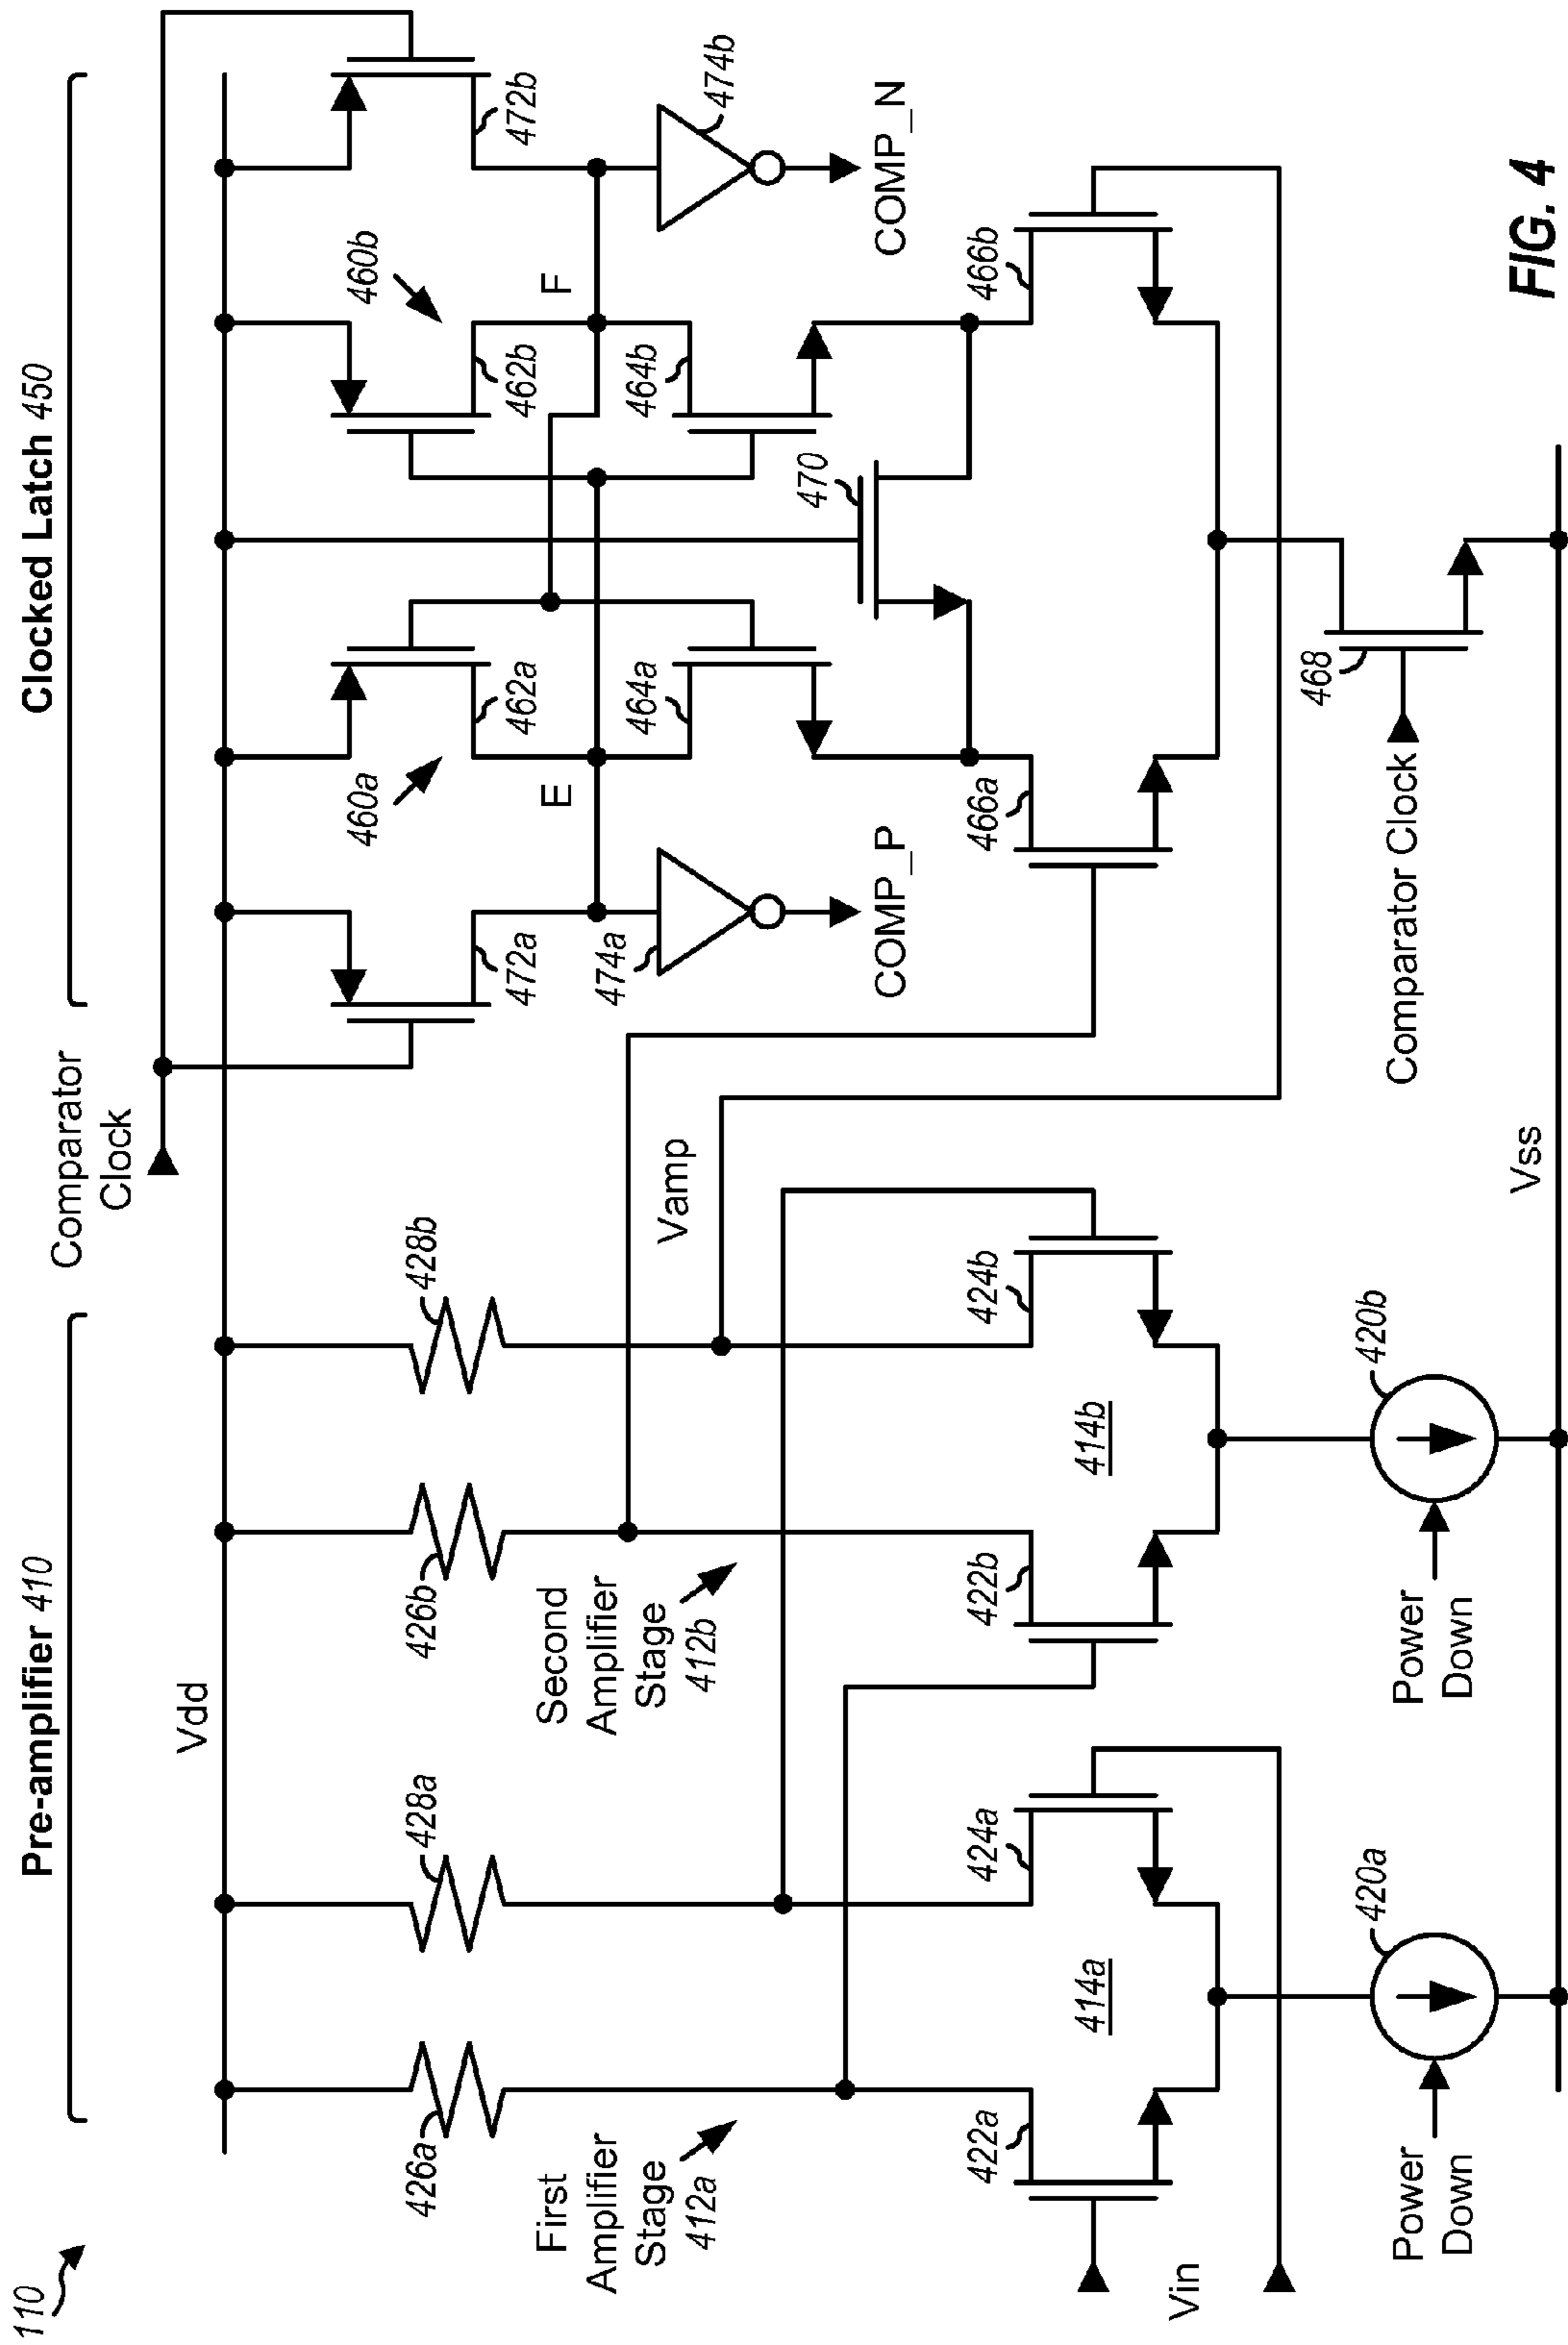 110
Pre-amplifier 410
Comparator
Clock
Clocked Latch 450
Vdd
426a
428a
426b
428b
472a
460a
462a
462b
460b
472b
First
Amplifier
Stage
412a
Second
Amplifier
Stage
412b
Vamp
474a
E
464a
464b
F
474b
COMP_P
470
COMP_N
422a
414a
424a
422b
414b
424b
466a
466b
Vin
Power
Down
420a
Power
Down
420b
Comparator Clock
468
Vss
FIG. 4